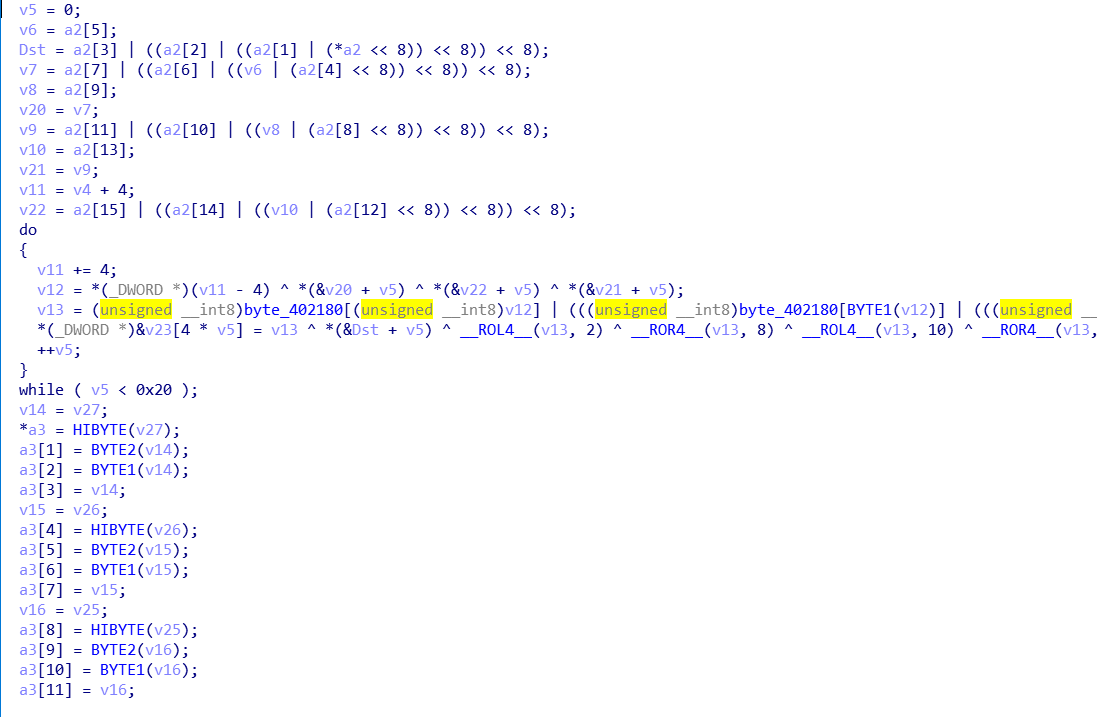 v5 = 0;
v6 = a2[5];
Dst = a2[3] | ((a2[2] | ((a2[1] | (*a2 << 8)) << 8)) << 8);
v7 = a2[7] | ((a2[6] | ((v6 | (a2[4] << 8)) << 8)) << 8);
v8 = a2[9];
v20 = v7;
v9 = a2[11] | ((a2[10] | ((v8 | (a2[8] << 8)) << 8)) << 8);
v10 = a2[13];
v21 = v9;
v11 = v4 + 4;
v22 = a2[15] | ((a2[14] | ((v10 | (a2[12] << 8)) << 8)) << 8);
do
{
v11 += 4;
v12 = *(_DWORD *)(v11 - 4) ^ *(&v20 + v5) ^ *(&v22 + v5) ^ *(&v21 + v5);
v13 = (unsigned __int8)byte_402180[(unsigned __int8)v12] | (((unsigned __int8)byte_402180[BYTE1(v12)] | (((unsigned __
*(_DWORD *)&v23[4 * v5] = v13 ^ *(&Dst + v5) ^ __ROL4__(v13, 2) ^ __ROR4__(v13, 8) ^ __ROL4__(v13, 10) ^ __ROR4__(v13,
++v5;
}
while ( v5 < 0x20 );
v14 = v27;
*a3 = HIBYTE(v27);
a3[1] = BYTE2(v14);
a3[2] = BYTE1(v14);
a3[3] = v14;
v15 = v26;
a3[4] = HIBYTE(v26);
a3[5] = BYTE2(v15);
a3[6] = BYTE1(v15);
a3[7] = v15;
v16 = v25;
a3[8] = HIBYTE(v25);
a3[9] = BYTE2(v16);
a3[10] = BYTE1(v16);
a3[11] = v16;